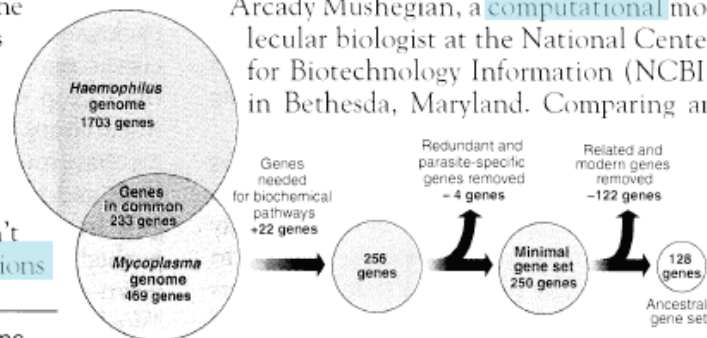 he
Arcady Mushegian, a computational mo
lecular biologist at the National Cente
for Biotechnology Information (NCBI
in Bethesda, Maryland. Comparing ar
Haemophilus
genome
1703 genes
Genes
in common
233 genes
Mycoplasma
genome
469 genes
Genes
needed
for biochemical
pathways
+22 genes
256
genes
Redundant and
parasite-specific
genes removed
– 4 genes
Minimal
gene set
250 genes
Related and
modern genes
removed
–122 genes
128
genes
Ancestral
gene set
't
ions